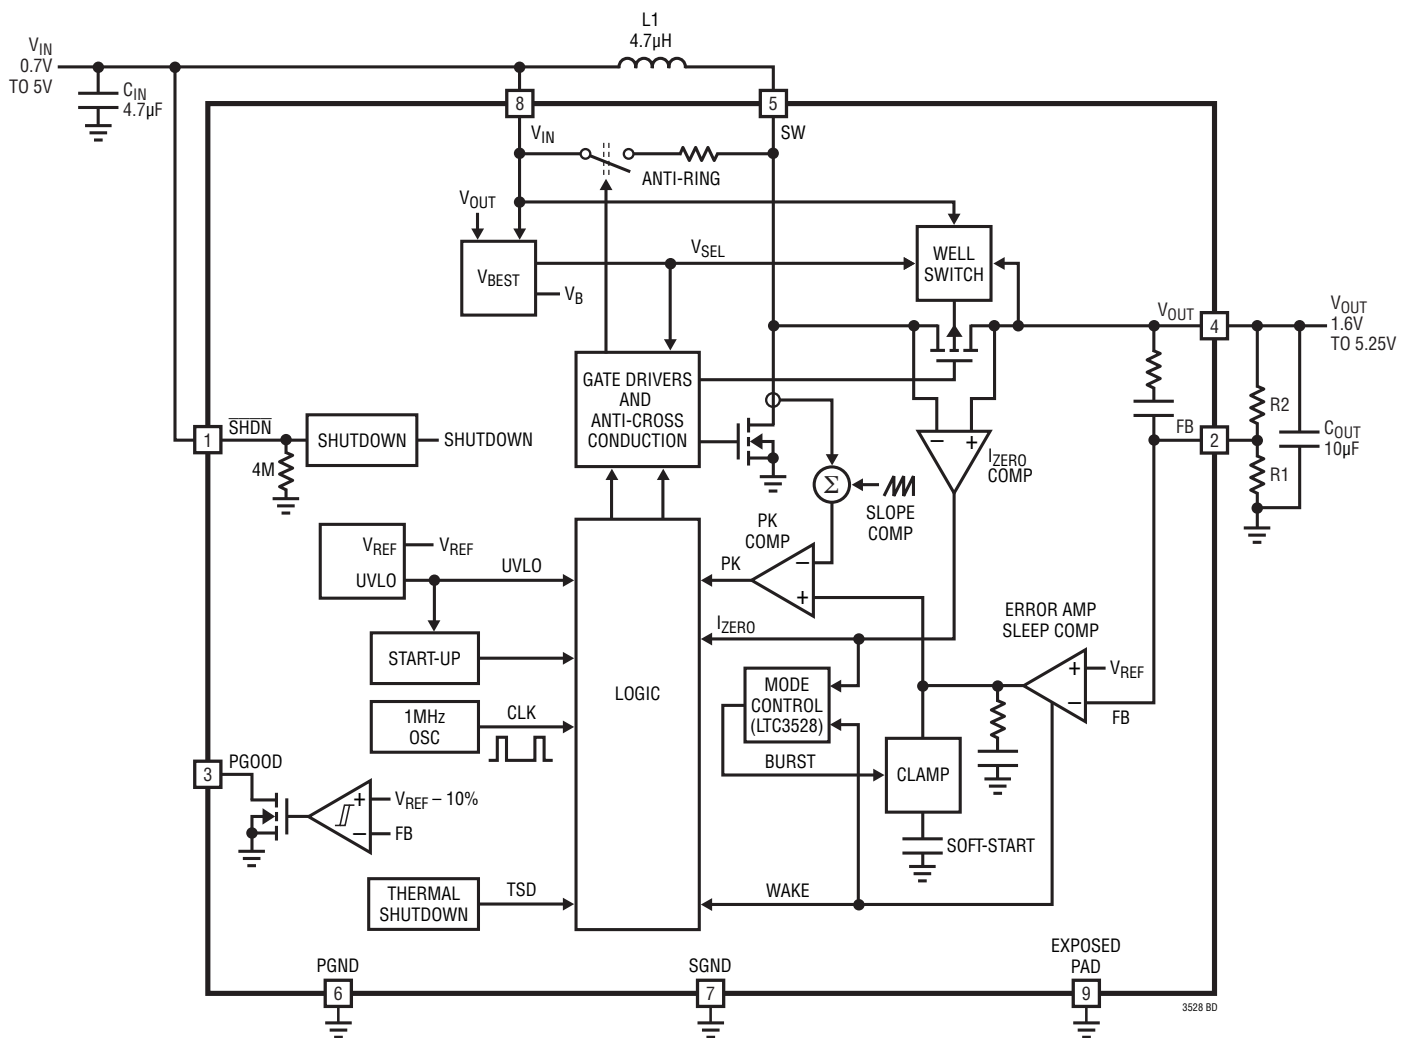 L1
4.7µH
VIN
0.7V
TO 5V
CIN
4.7µF
8
5
VIN
SW
ANTI-RING
VOUT
VSEL
WELL
SWITCH
VBEST
VB
VOUT
4
VOUT
1.6V
TO 5.25V
GATE DRIVERS
AND
ANTI-CROSS
CONDUCTION
R2
FB
2
COUT
10µF
R1
1
SHDN
SHUTDOWN
SHUTDOWN
4M
–
+
IZERO
COMP
Σ
SLOPE
COMP
PK
COMP
VREF
VREF
UVLO
UVLO
PK
–
+
ERROR AMP
SLEEP COMP
IZERO
START-UP
LOGIC
MODE
CONTROL
(LTC3528)
+
VREF
–
FB
1MHz
OSC
CLK
BURST
CLAMP
3
PGOOD
+
VREF – 10%
–
FB
SOFT-START
THERMAL
SHUTDOWN
TSD
WAKE
PGND
6
SGND
7
EXPOSED
PAD
9
3528 BD